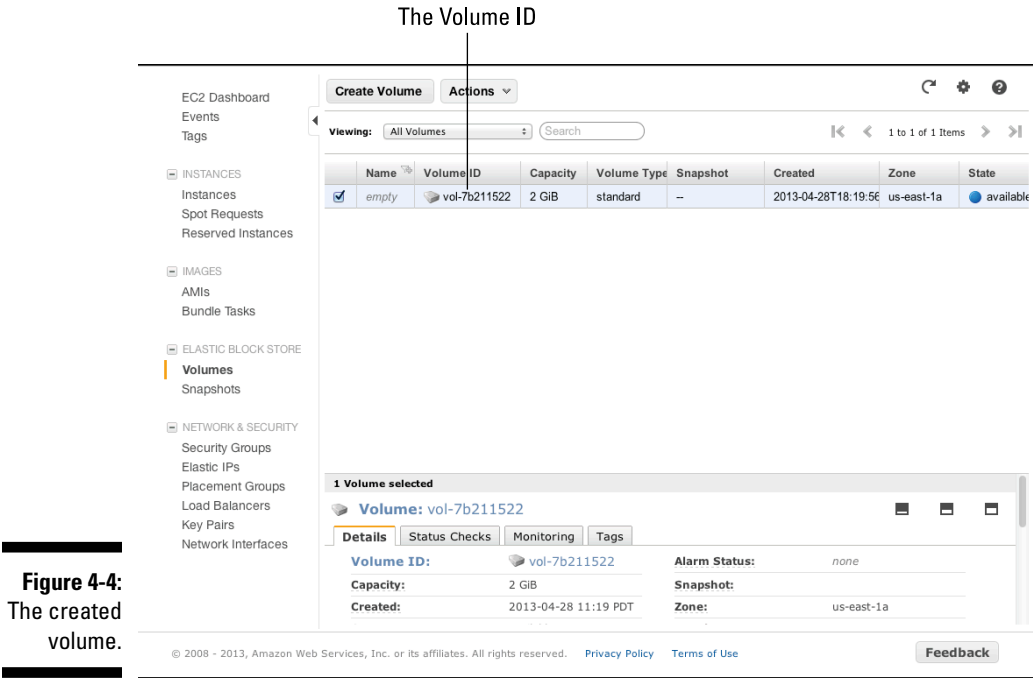 The Volume ID
Create Volume Actions
EC2 Dashboard
Events
Tags
INSTANCES
Instances
Spot Requests
Reserved Instances
IMAGES
AMIs
Bundle Tasks
ELASTIC BLOCK STORE
Volumes
Snapshots
NETWORK & SECURITY
Security Groups
Elastic IPs
Placement Groups
Load Balancers
Key Pairs
Network Interfaces
Viewing: All Volumes Search 1 to 1 of 1 Items
Name Volume ID Capacity Volume Type Snapshot Created Zone State
empty vol-7b211522 2 GiB standard -- 2013-04-28T18:19:56 us-east-1a available
1 Volume selected
Volume: vol-7b211522
Details Status Checks Monitoring Tags
Volume ID: vol-7b211522 Alarm Status: none
Capacity: 2 GiB Snapshot:
Created: 2013-04-28 11:19 PDT Zone: us-east-1a
© 2008 - 2013, Amazon Web Services, Inc. or its affiliates. All rights reserved. Privacy Policy Terms of Use Feedback
Figure 4-4:
The created
volume.